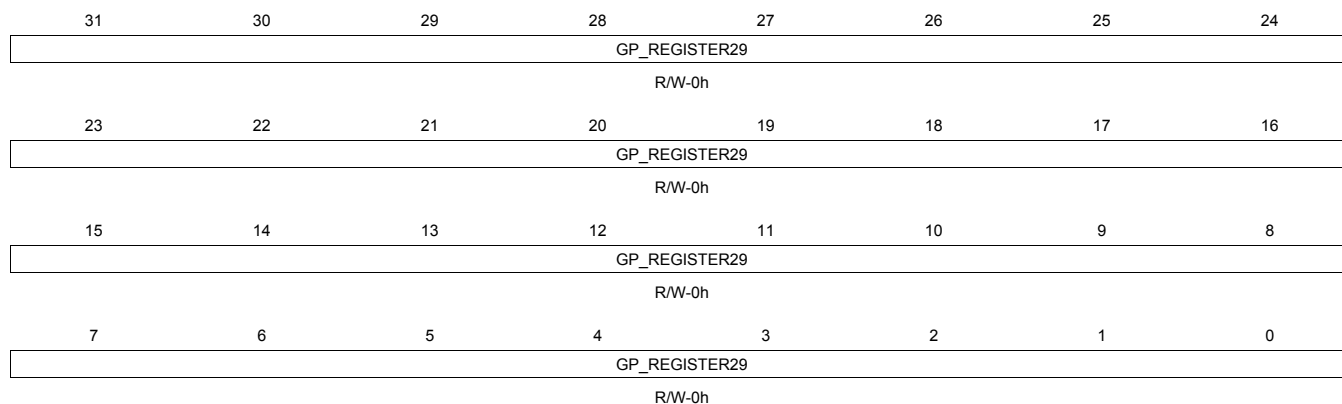 31 30 29 28 27 26 25 24
GP_REGISTER29
R/W-0h
23 22 21 20 19 18 17 16
GP_REGISTER29
R/W-0h
15 14 13 12 11 10 9 8
GP_REGISTER29
R/W-0h
7 6 5 4 3 2 1 0
GP_REGISTER29
R/W-0h